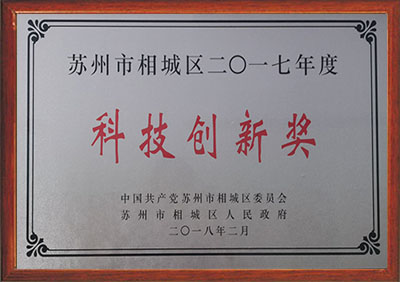 苏州市相城区二〇一七年度
科技创新奖
中国共产党苏州市相城区委员会
苏州市相城区人民政府
二〇一八年二月